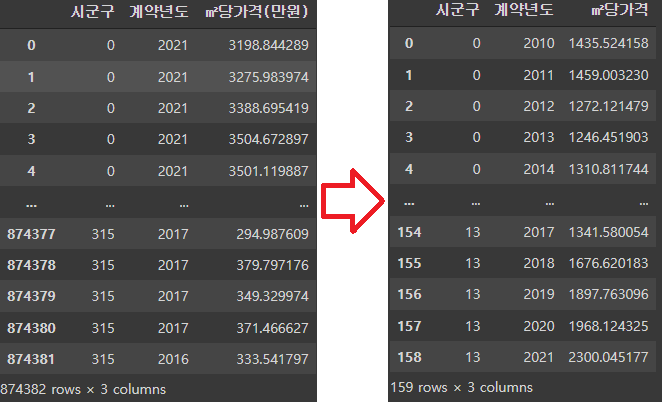 시군구 계약년도 ㎡당가격(만원)
0 0 2021 3198.844289
1 0 2021 3275.983974
2 0 2021 3388.695419
3 0 2021 3504.672897
4 0 2021 3501.119887
... ... ... ...
874377 315 2017 294.987609
874378 315 2017 379.797176
874379 315 2017 349.329974
874380 315 2017 371.466627
874381 315 2016 333.541797
874382 rows × 3 columns
시군구 계약년도 ㎡당가격
0 0 2010 1435.524158
1 0 2011 1459.003230
2 0 2012 1272.121479
3 0 2013 1246.451903
4 0 2014 1310.811744
... ... ... ...
154 13 2017 1341.580054
155 13 2018 1676.620183
156 13 2019 1897.763096
157 13 2020 1968.124325
158 13 2021 2300.045177
159 rows × 3 columns